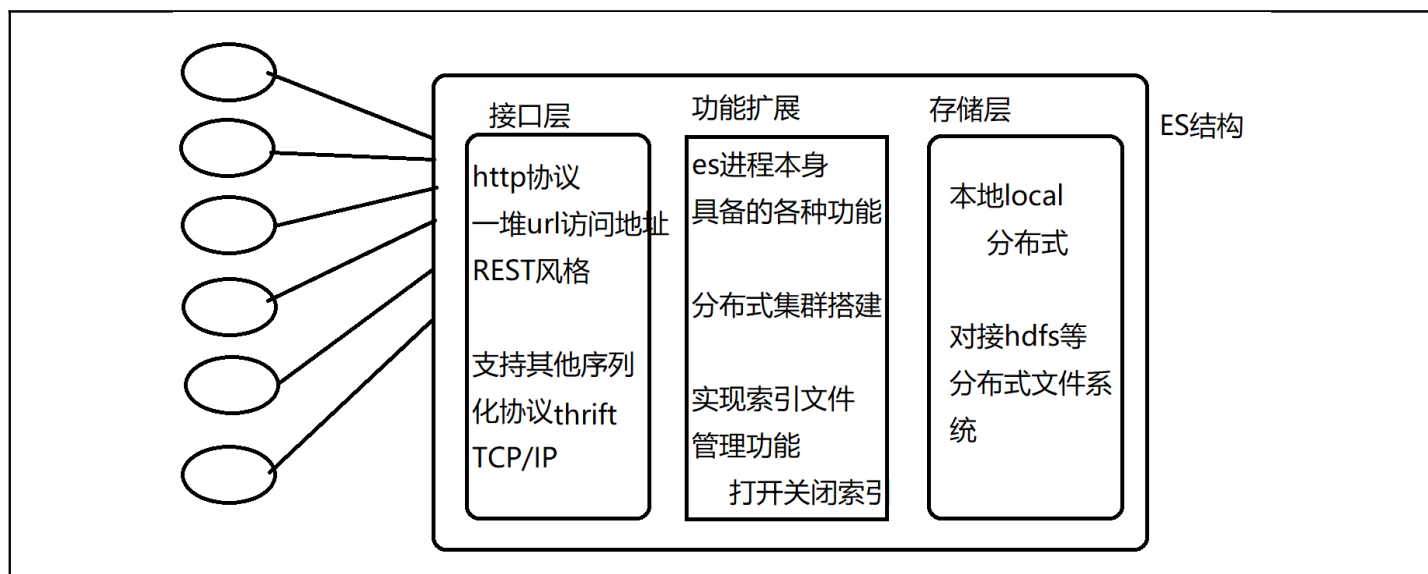 接口层
功能扩展
存储层
ES结构
http协议
一堆url访问地址
REST风格
支持其他序列
化协议thrift
TCP/IP
es进程本身
具备的各种功能
分布式集群搭建
实现索引文件
管理功能
打开关闭索引
本地local
分布式
对接hdfs等
分布式文件系
统